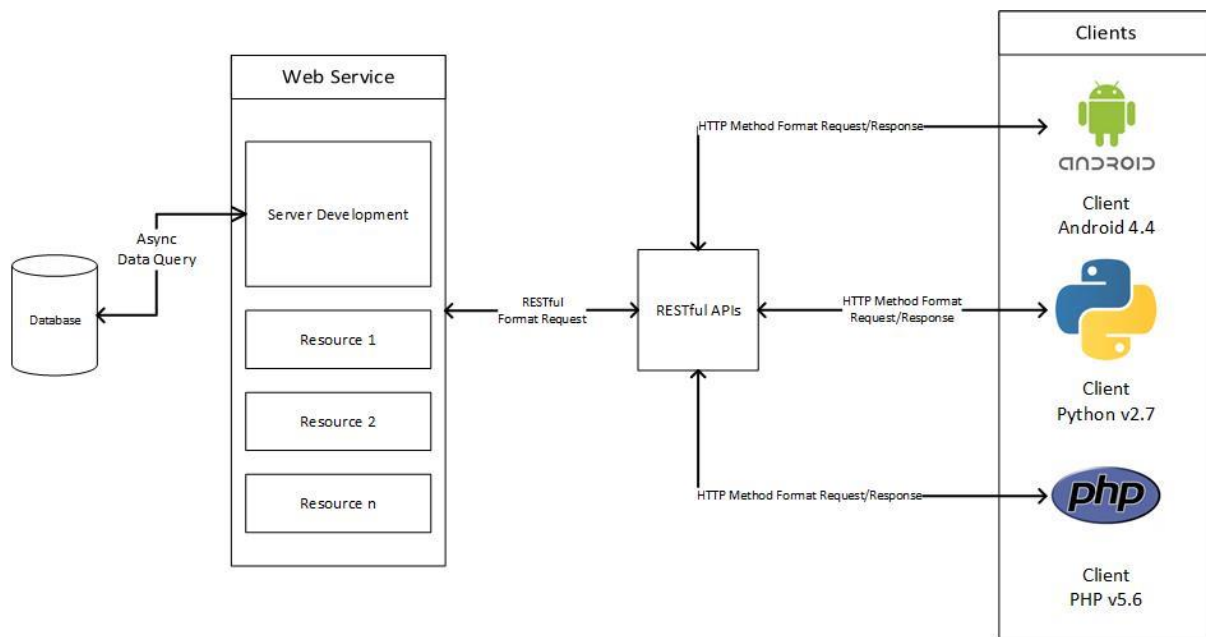 Clients
Web Service
HTTP Method Format Request/Response
ANDROID
Server Development
Client
Android 4.4
Async
Data Query
Database
RESTful
Format Request
RESTful APIs
HTTP Method Format
Request/Response
Resource 1
Client
Python v2.7
Resource 2
Resource n
HTTP Method Format Request/Response
php
Client
PHP v5.6